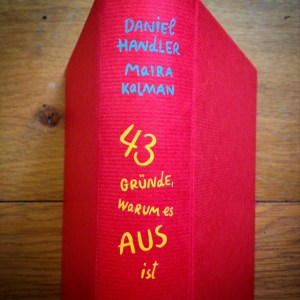 DANIEL
HANDLER
MaiRa
KaLMAN
43
GRÜNDE,
WARUM es
AUS
ist